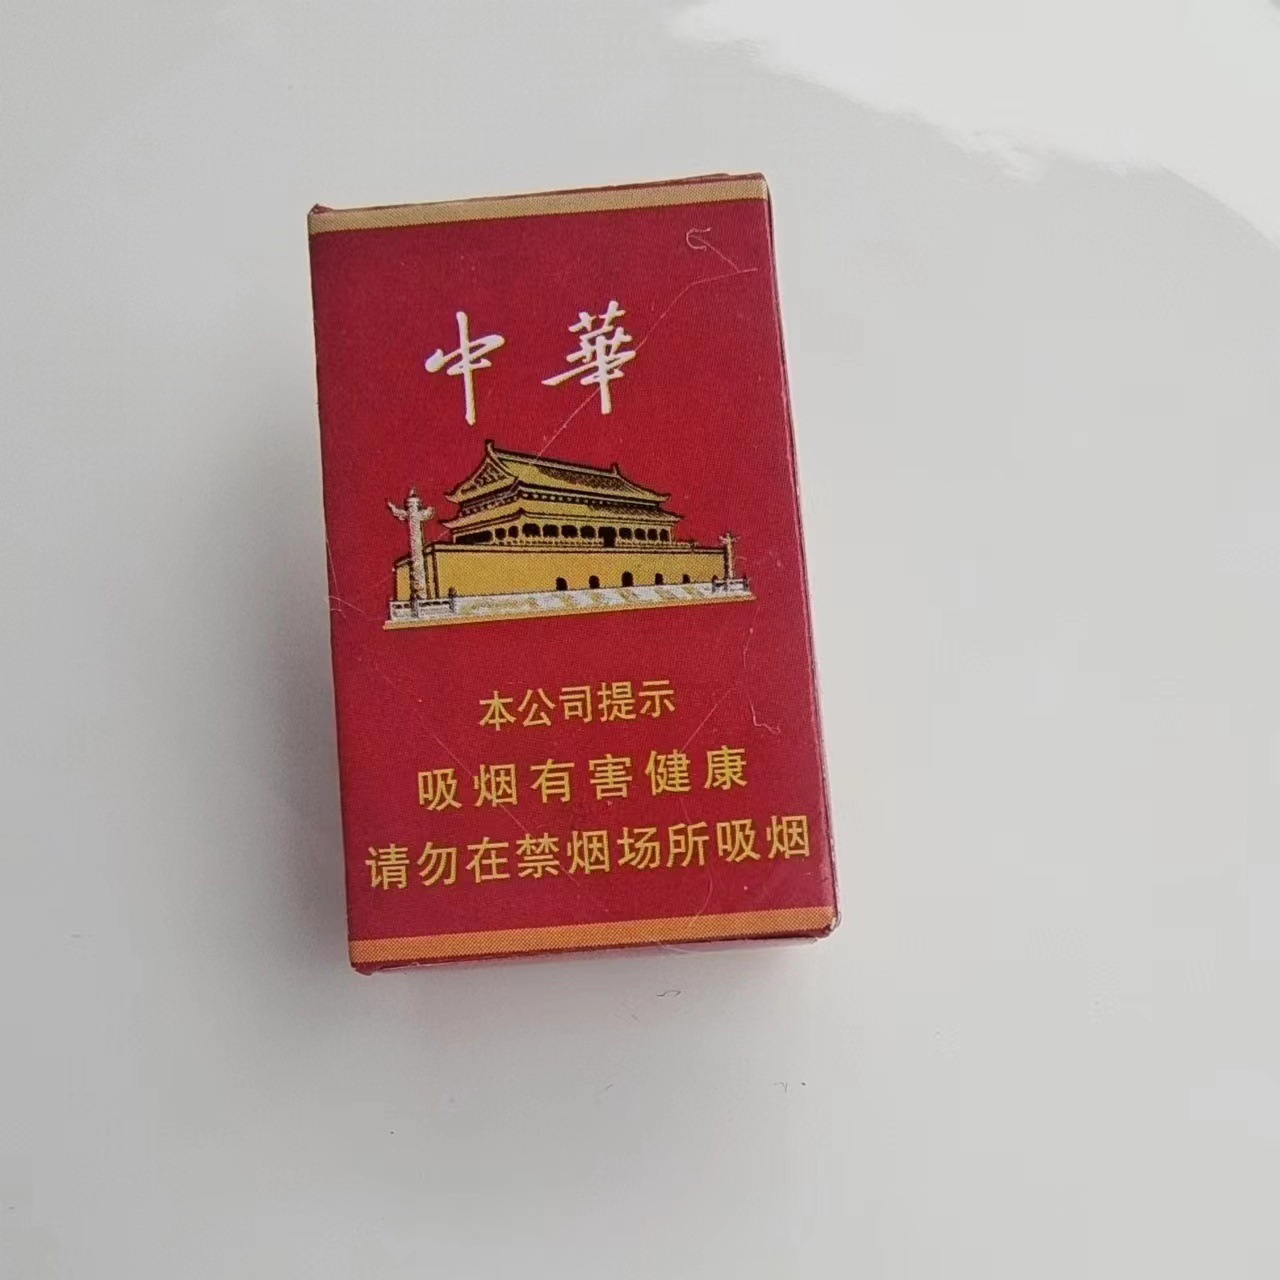 中華
本公司提示
吸烟有害健康
请勿在禁烟场所吸烟